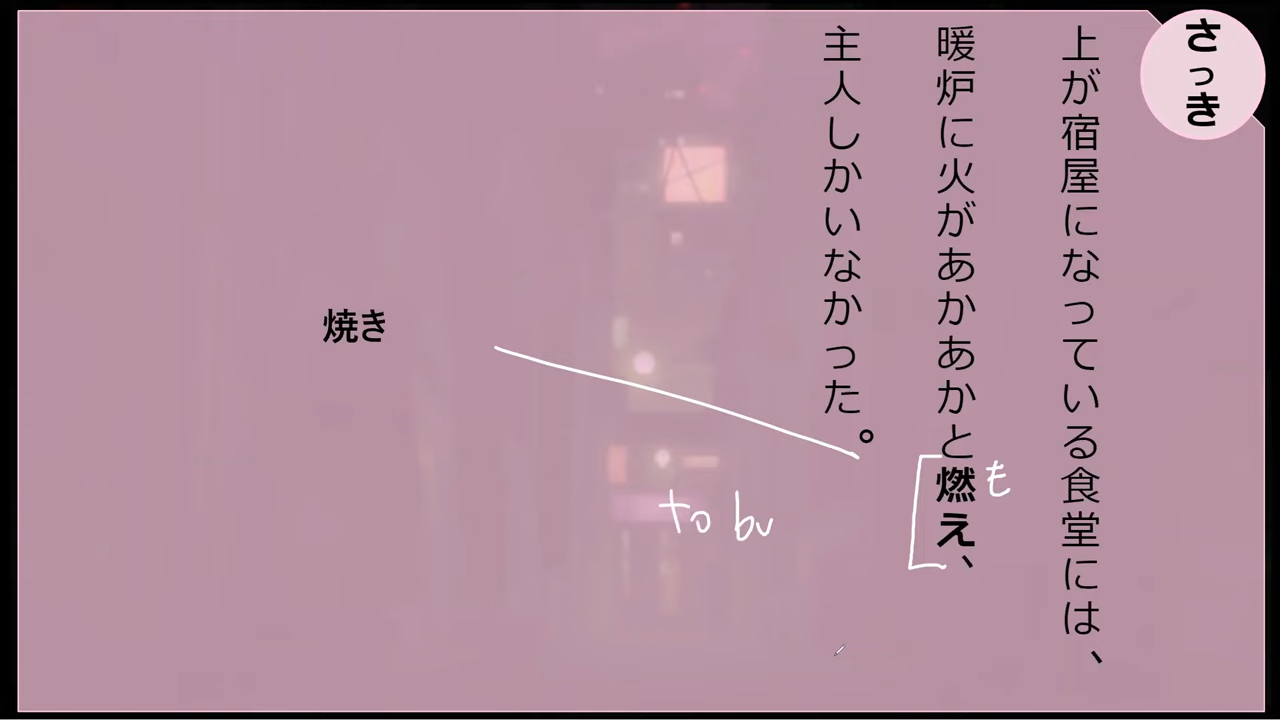 さっき
上が宿屋になっている食堂には、
暖炉に火があかあかと燃え、
も
主人しかいなかった。
焼き
to bu